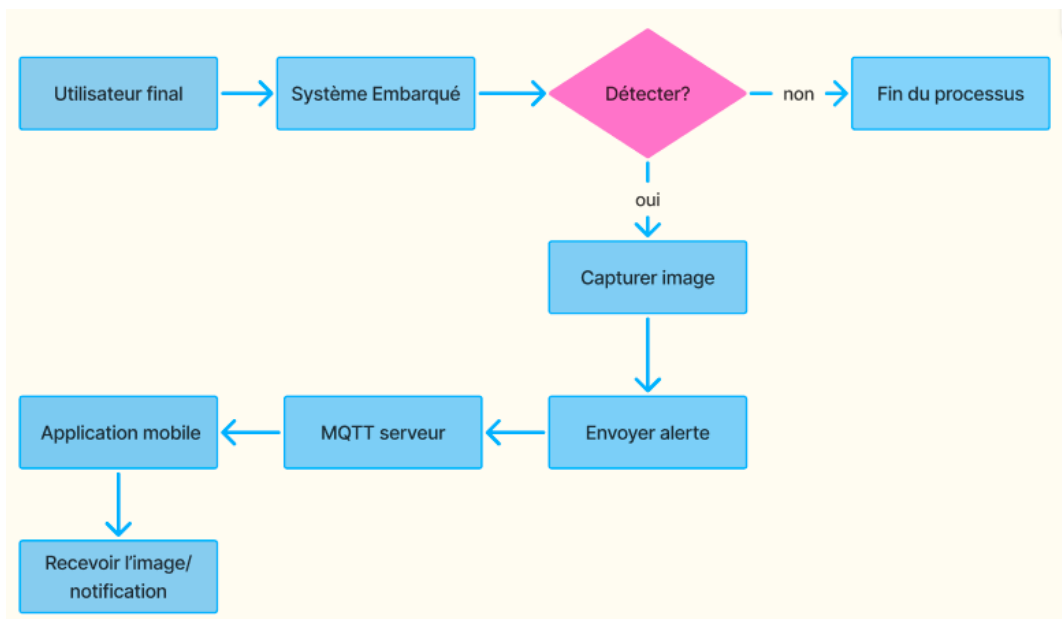 Utilisateur final
Système Embarqué
Détecter?
non
Fin du processus
oui
Capturer image
Envoyer alerte
MQTT serveur
Application mobile
Recevoir l'image/
notification